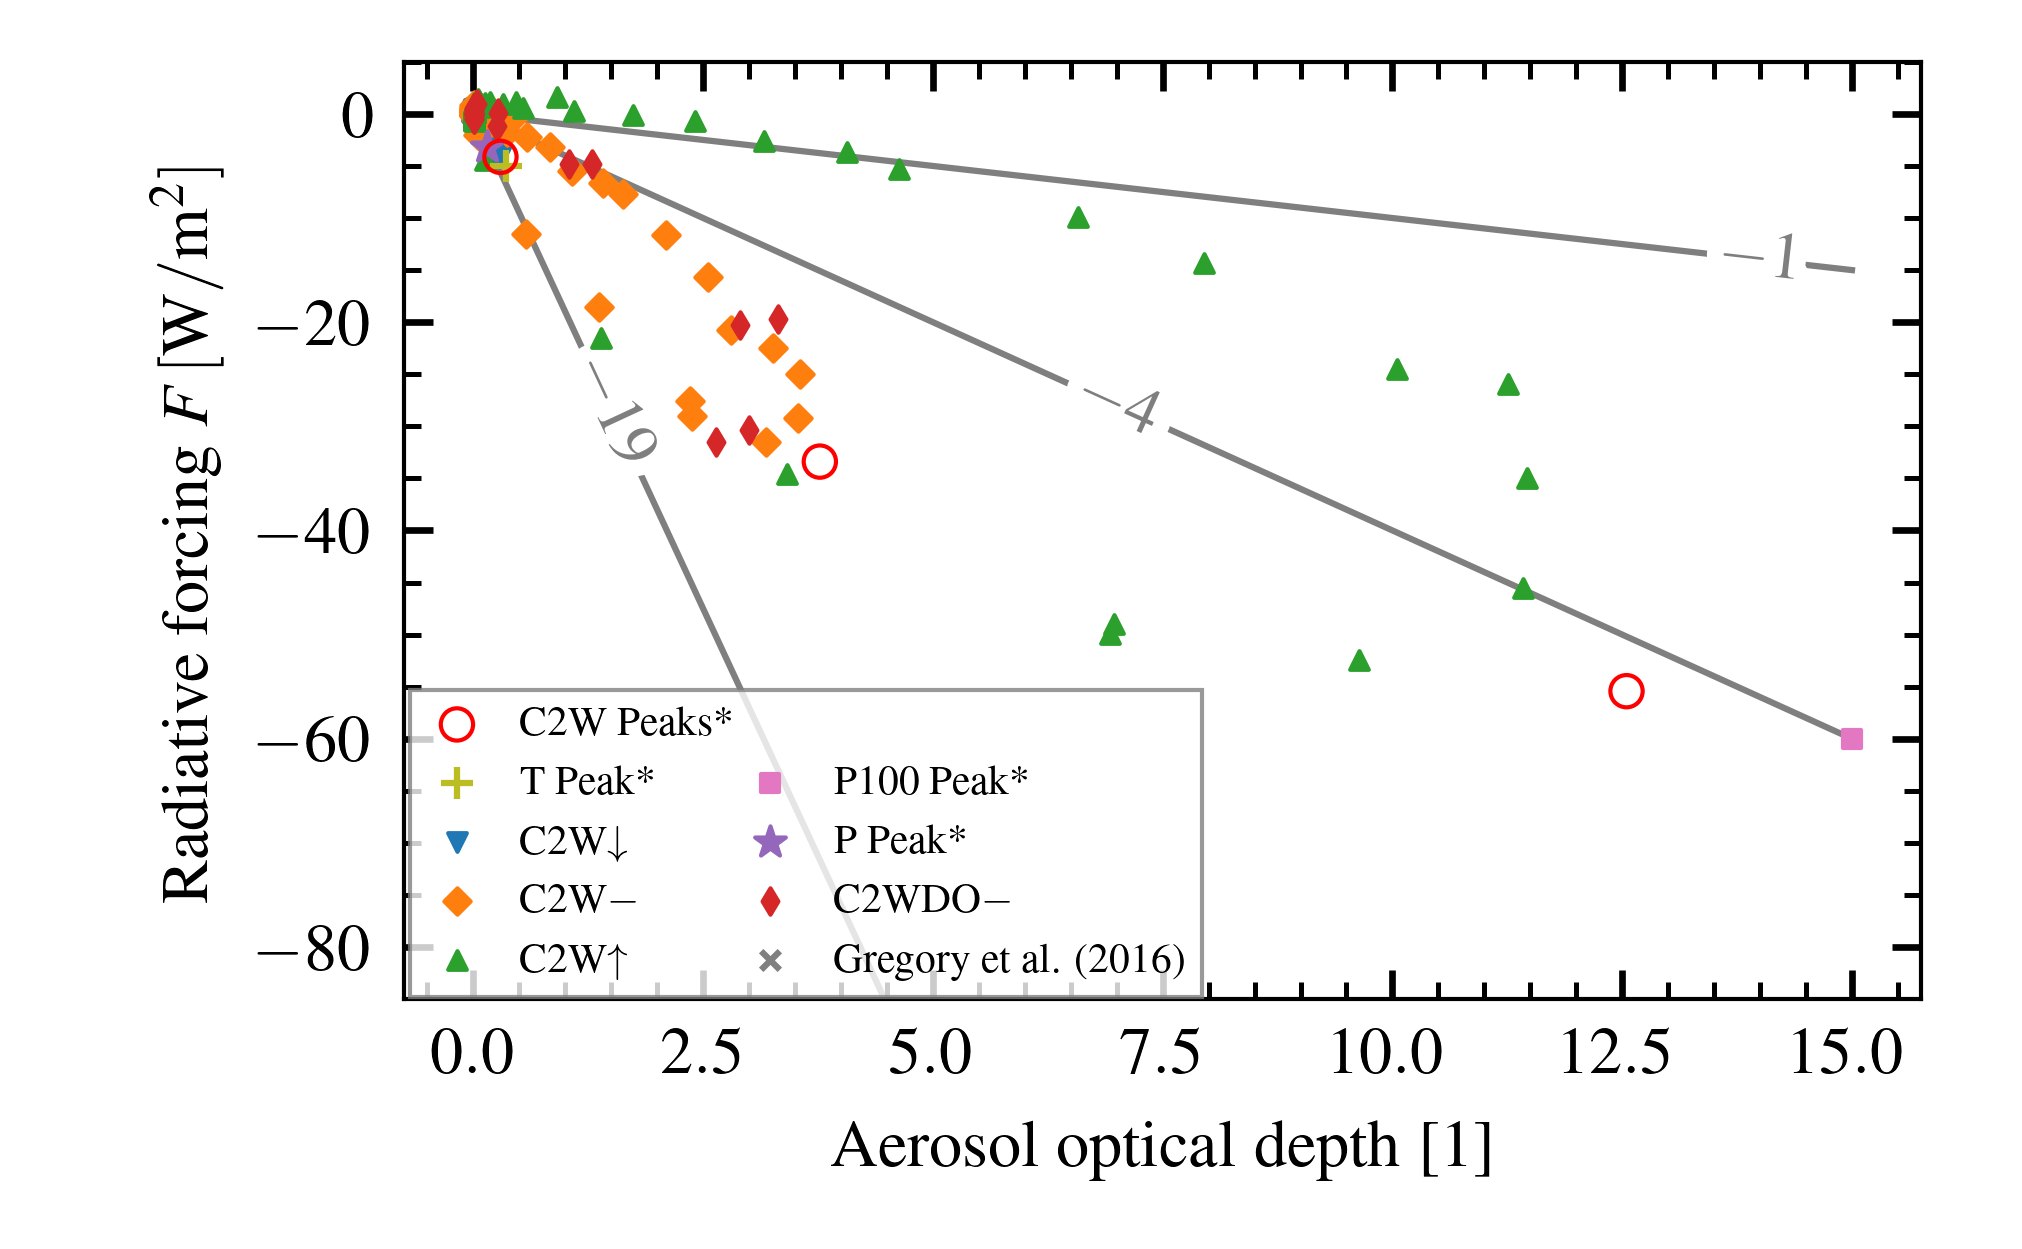 Radiative forcing F [W/m²]
0
−20
−40
−60
−80
−1
−4
−19
C2W Peaks*
T Peak*
C2W↓
C2W−
C2W↑
P100 Peak*
P Peak*
C2WDO−
Gregory et al. (2016)
0.0 2.5 5.0 7.5 10.0 12.5 15.0
Aerosol optical depth [1]